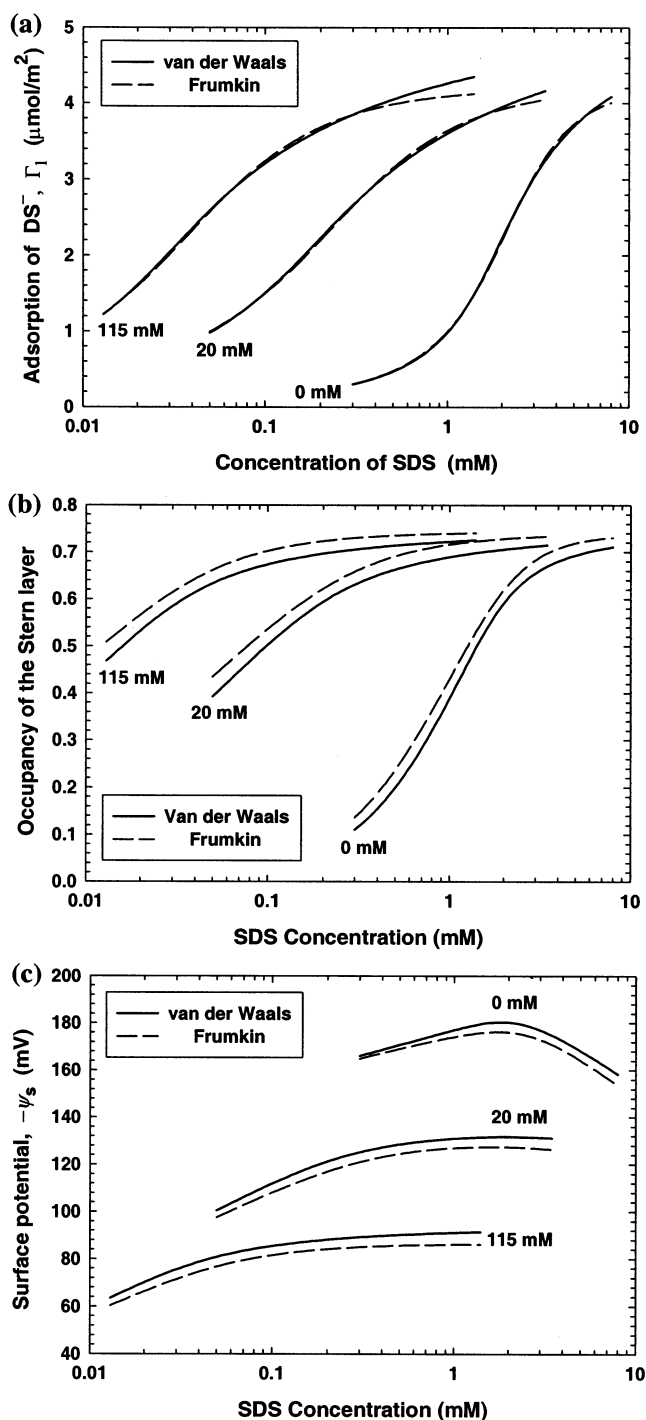 (a)
5
4
3
2
1
0
Adsorption of DS⁻, Γ₁ (μmol/m²)
van der Waals
Frumkin
115 mM
20 mM
0 mM
0.01
0.1
1
10
Concentration of SDS (mM)
(b)
0.8
0.7
0.6
0.5
0.4
0.3
0.2
0.1
0.0
Occupancy of the Stern layer
115 mM
20 mM
Van der Waals
Frumkin
0 mM
0.01
0.1
1
10
SDS Concentration (mM)
(c)
200
180
160
140
120
100
80
60
40
Surface potential, -ψₛ (mV)
van der Waals
Frumkin
0 mM
20 mM
115 mM
0.01
0.1
1
10
SDS Concentration (mM)